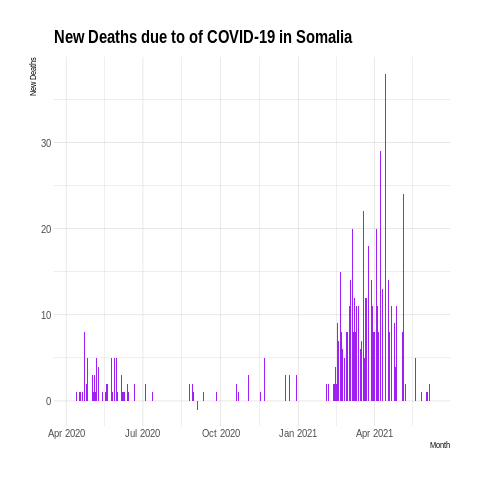 New Deaths due to of COVID-19 in Somalia
New Deaths
30
20
10
0
Apr 2020 Jul 2020 Oct 2020 Jan 2021 Apr 2021
Month